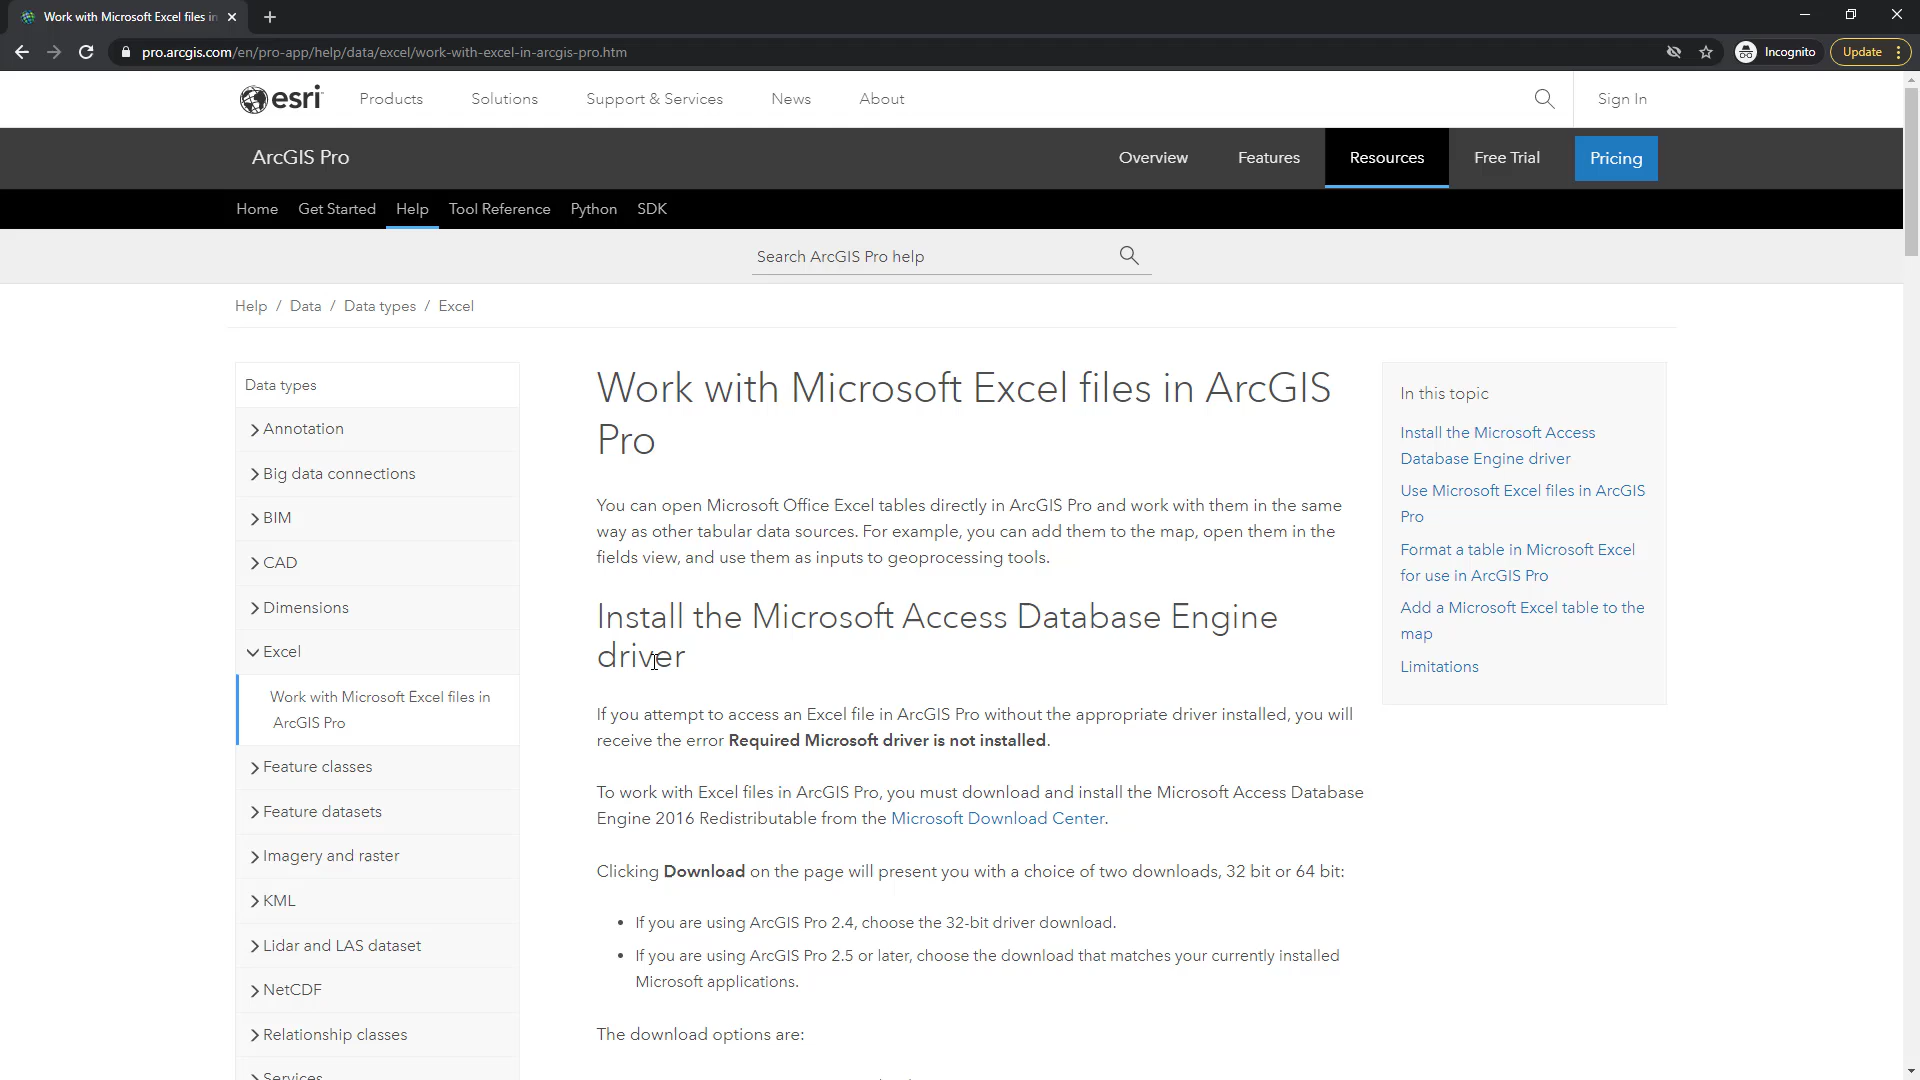 Work with Microsoft Excel files in
pro.arcgis.com/en/pro-app/help/data/excel/work-with-excel-in-arcgis-pro.htm
Incognito
Update
esri
Products
Solutions
Support & Services
News
About
Sign In
ArcGIS Pro
Overview
Features
Resources
Free Trial
Pricing
Home
Get Started
Help
Tool Reference
Python
SDK
Search ArcGIS Pro help
Help / Data / Data types / Excel
Data types
Annotation
Big data connections
BIM
CAD
Dimensions
Excel
Work with Microsoft Excel files in
ArcGIS Pro
Feature classes
Feature datasets
Imagery and raster
KML
Lidar and LAS dataset
NetCDF
Relationship classes
Services
Work with Microsoft Excel files in ArcGIS
Pro
You can open Microsoft Office Excel tables directly in ArcGIS Pro and work with them in the same
way as other tabular data sources. For example, you can add them to the map, open them in the
fields view, and use them as inputs to geoprocessing tools.
Install the Microsoft Access Database Engine
driver
If you attempt to access an Excel file in ArcGIS Pro without the appropriate driver installed, you will
receive the error Required Microsoft driver is not installed.
To work with Excel files in ArcGIS Pro, you must download and install the Microsoft Access Database
Engine 2016 Redistributable from the Microsoft Download Center.
Clicking Download on the page will present you with a choice of two downloads, 32 bit or 64 bit:
• If you are using ArcGIS Pro 2.4, choose the 32-bit driver download.
• If you are using ArcGIS Pro 2.5 or later, choose the download that matches your currently installed
Microsoft applications.
The download options are:
In this topic
Install the Microsoft Access
Database Engine driver
Use Microsoft Excel files in ArcGIS
Pro
Format a table in Microsoft Excel
for use in ArcGIS Pro
Add a Microsoft Excel table to the
map
Limitations